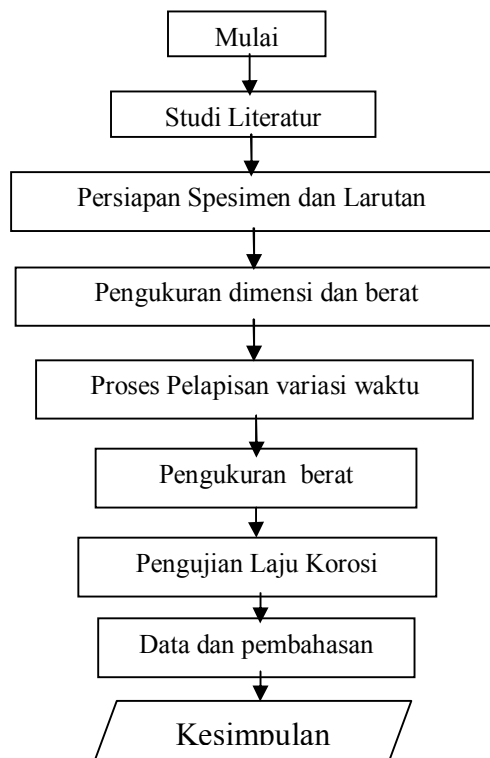 Mulai
Studi Literatur
Persiapan Spesimen dan Larutan
Pengukuran dimensi dan berat
Proses Pelapisan variasi waktu
Pengukuran berat
Pengujian Laju Korosi
Data dan pembahasan
Kesimpulan